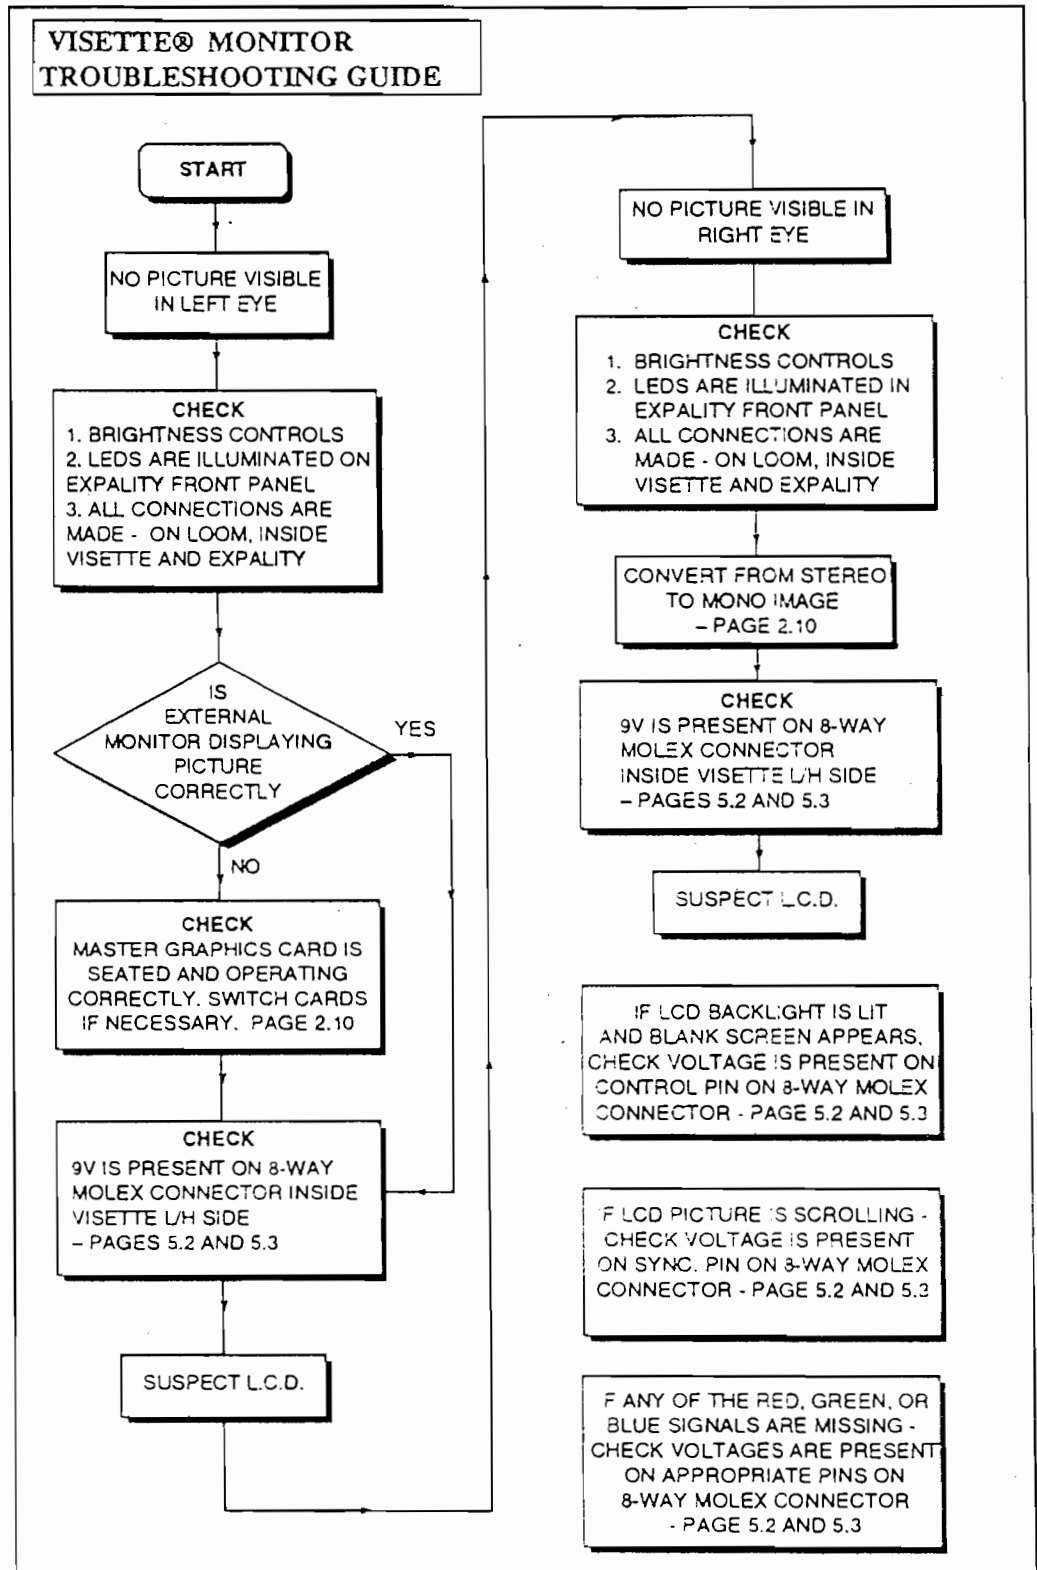 VISETTE® MONITOR
TROUBLESHOOTING GUIDE
START
NO PICTURE VISIBLE
IN LEFT EYE
CHECK
1. BRIGHTNESS CONTROLS
2. LEDS ARE ILLUMINATED ON
EXPALITY FRONT PANEL
3. ALL CONNECTIONS ARE
MADE - ON LOOM, INSIDE
VISETTE AND EXPALITY
IS
EXTERNAL
MONITOR DISPLAYING
PICTURE
CORRECTLY
YES
NO
CHECK
MASTER GRAPHICS CARD IS
SEATED AND OPERATING
CORRECTLY. SWITCH CARDS
IF NECESSARY. PAGE 2.10
CHECK
9V IS PRESENT ON 8-WAY
MOLEX CONNECTOR INSIDE
VISETTE L/H SIDE
– PAGES 5.2 AND 5.3
SUSPECT L.C.D.
NO PICTURE VISIBLE IN
RIGHT EYE
CHECK
1. BRIGHTNESS CONTROLS
2. LEDS ARE ILLUMINATED IN
EXPALITY FRONT PANEL
3. ALL CONNECTIONS ARE
MADE - ON LOOM, INSIDE
VISETTE AND EXPALITY
CONVERT FROM STEREO
TO MONO IMAGE
– PAGE 2.10
CHECK
9V IS PRESENT ON 8-WAY
MOLEX CONNECTOR
INSIDE VISETTE L/H SIDE
– PAGES 5.2 AND 5.3
SUSPECT L.C.D.
IF LCD BACKLIGHT IS LIT
AND BLANK SCREEN APPEARS,
CHECK VOLTAGE IS PRESENT ON
CONTROL PIN ON 8-WAY MOLEX
CONNECTOR - PAGE 5.2 AND 5.3
IF LCD PICTURE IS SCROLLING -
CHECK VOLTAGE IS PRESENT
ON SYNC. PIN ON 8-WAY MOLEX
CONNECTOR - PAGE 5.2 AND 5.3
IF ANY OF THE RED, GREEN, OR
BLUE SIGNALS ARE MISSING -
CHECK VOLTAGES ARE PRESENT
ON APPROPRIATE PINS ON
8-WAY MOLEX CONNECTOR
- PAGE 5.2 AND 5.3